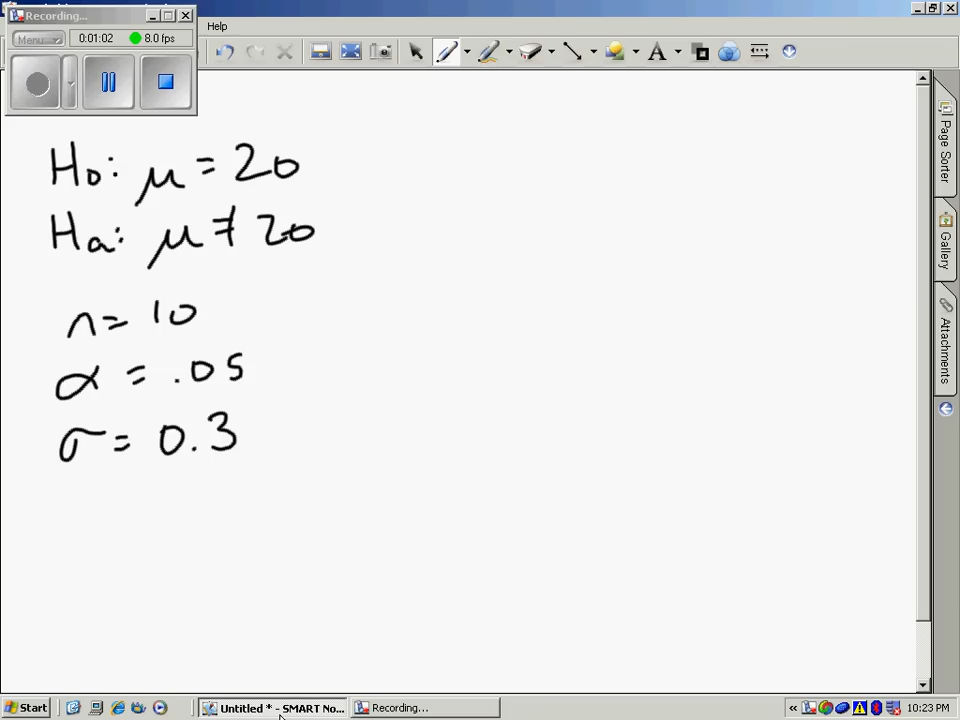 Recording...
Menu
0:01:02
8.0 fps
Help
H0: μ = 20
Ha: μ ≠ 20
n = 10
α = .05
σ = 0.3
Page Sorter
Gallery
Attachments
Start
Untitled * - SMART No...
Recording...
«
10:23 PM